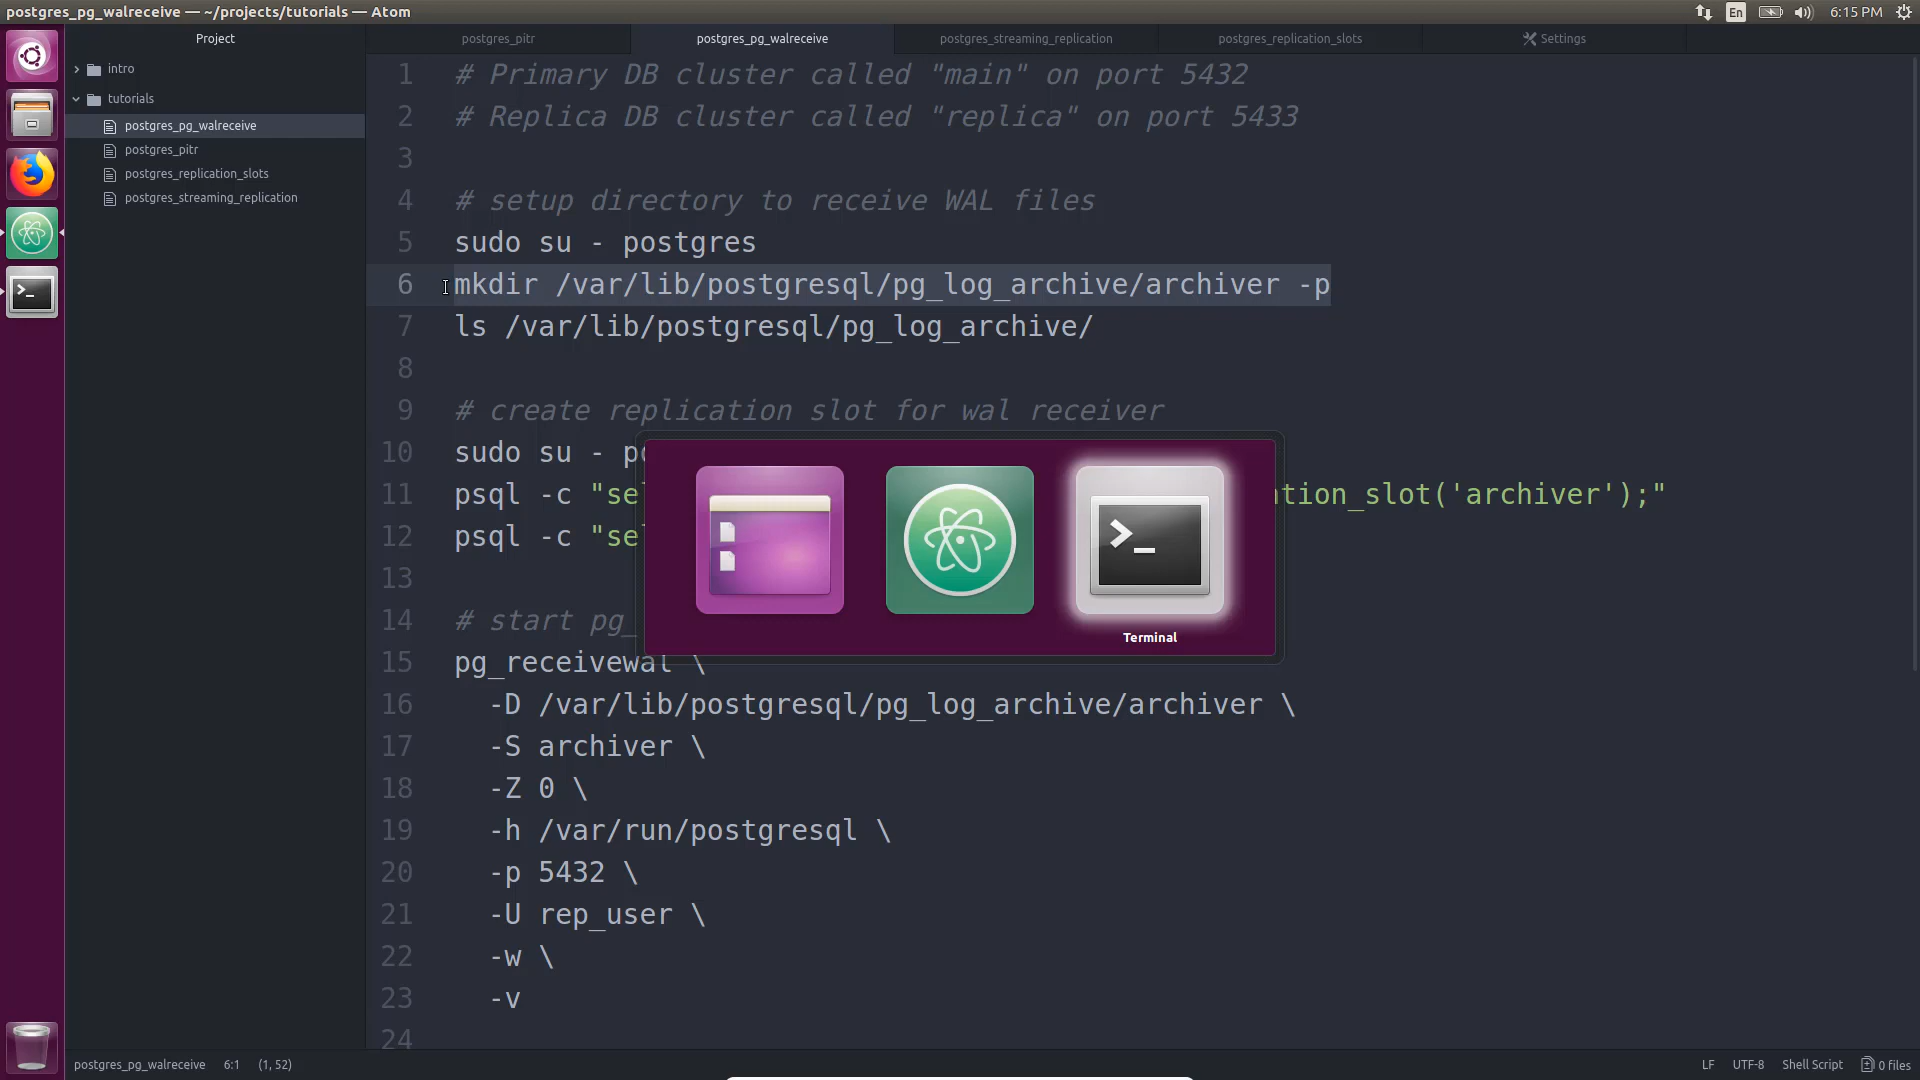 postgres_pg_walreceive — ~/projects/tutorials — Atom
En
6:15 PM
Project
postgres_pitr
postgres_pg_walreceive
postgres_streaming_replication
postgres_replication_slots
Settings
intro
tutorials
postgres_pg_walreceive
postgres_pitr
postgres_replication_slots
postgres_streaming_replication
1 # Primary DB cluster called "main" on port 5432
2 # Replica DB cluster called "replica" on port 5433
3
4 # setup directory to receive WAL files
5 sudo su - postgres
6 mkdir /var/lib/postgresql/pg_log_archive/archiver -p
7 ls /var/lib/postgresql/pg_log_archive/
8
9 # create replication slot for wal receiver
10 sudo su - po
11 psql -c "se tion_slot('archiver');"
12 psql -c "se
13
14 # start pg_
15 pg_receivewal \
16 -D /var/lib/postgresql/pg_log_archive/archiver \
17 -S archiver \
18 -Z 0 \
19 -h /var/run/postgresql \
20 -p 5432 \
21 -U rep_user \
22 -w \
23 -v
24
Terminal
postgres_pg_walreceive 6:1 (1, 52)
LF UTF-8 Shell Script 0 files